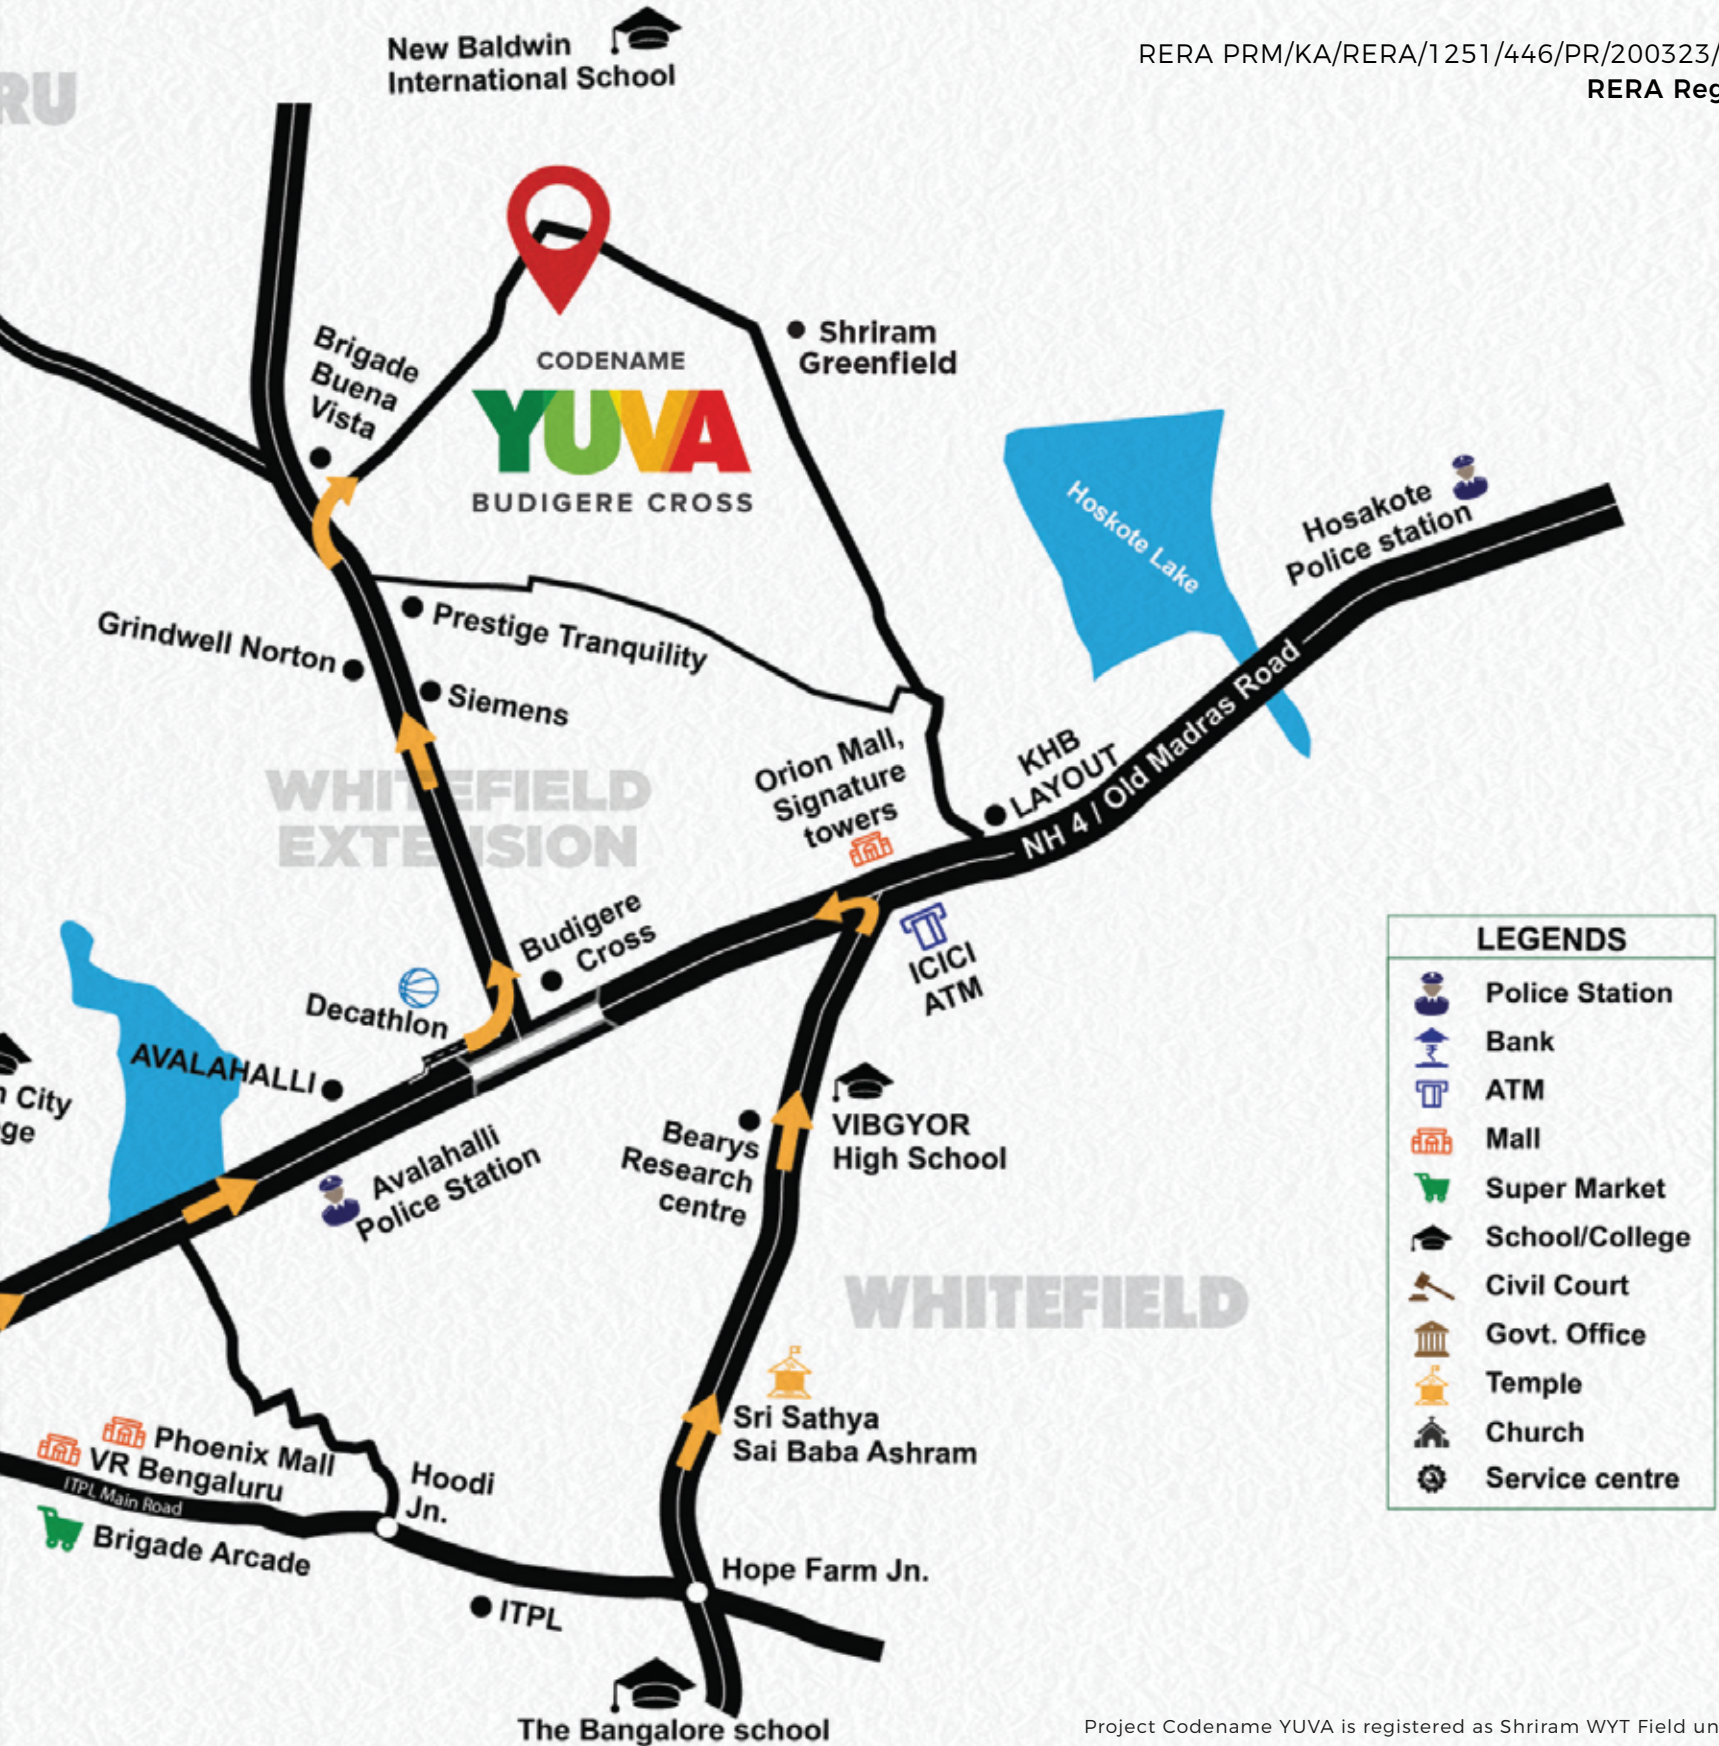 New Baldwin
International School
RERA PRM/KA/RERA/1251/446/PR/200323/
RERA Reg
RU
Brigade
Buena
Vista
CODENAME
YUVA
BUDIGERE CROSS
Shriram
Greenfield
Hoskote Lake
Hosakote
Police station
Grindwell Norton
Prestige Tranquility
Siemens
WHITEFIELD
EXTENSION
Orion Mall,
Signature
towers
KHB
LAYOUT
NH 4 / Old Madras Road
Budigere
Cross
Decathlon
AVALAHALLI
n City
ge
ICICI
ATM
Avalahalli
Police Station
Bearys
Research
centre
VIBGYOR
High School
WHITEFIELD
LEGENDS
Police Station
Bank
ATM
Mall
Super Market
School/College
Civil Court
Govt. Office
Temple
Church
Service centre
Sri Sathya
Sai Baba Ashram
Phoenix Mall
VR Bengaluru
ITPL Main Road
Brigade Arcade
Hoodi
Jn.
ITPL
Hope Farm Jn.
The Bangalore school
Project Codename YUVA is registered as Shriram WYT Field un